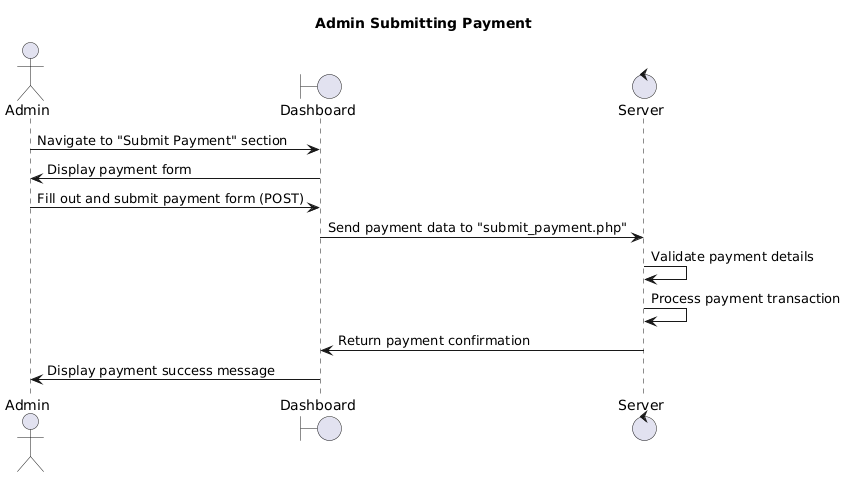 Admin Submitting Payment
Admin
Dashboard
Server
Navigate to "Submit Payment" section
Display payment form
Fill out and submit payment form (POST)
Send payment data to "submit_payment.php"
Validate payment details
Process payment transaction
Return payment confirmation
Display payment success message
Admin
Dashboard
Server